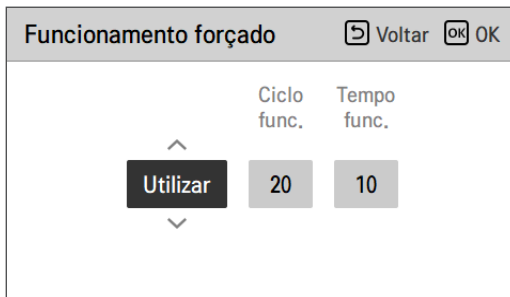 Funcionamento forçado Voltar OK OK
Ciclo Tempo
func. func.
Utilizar 20 10